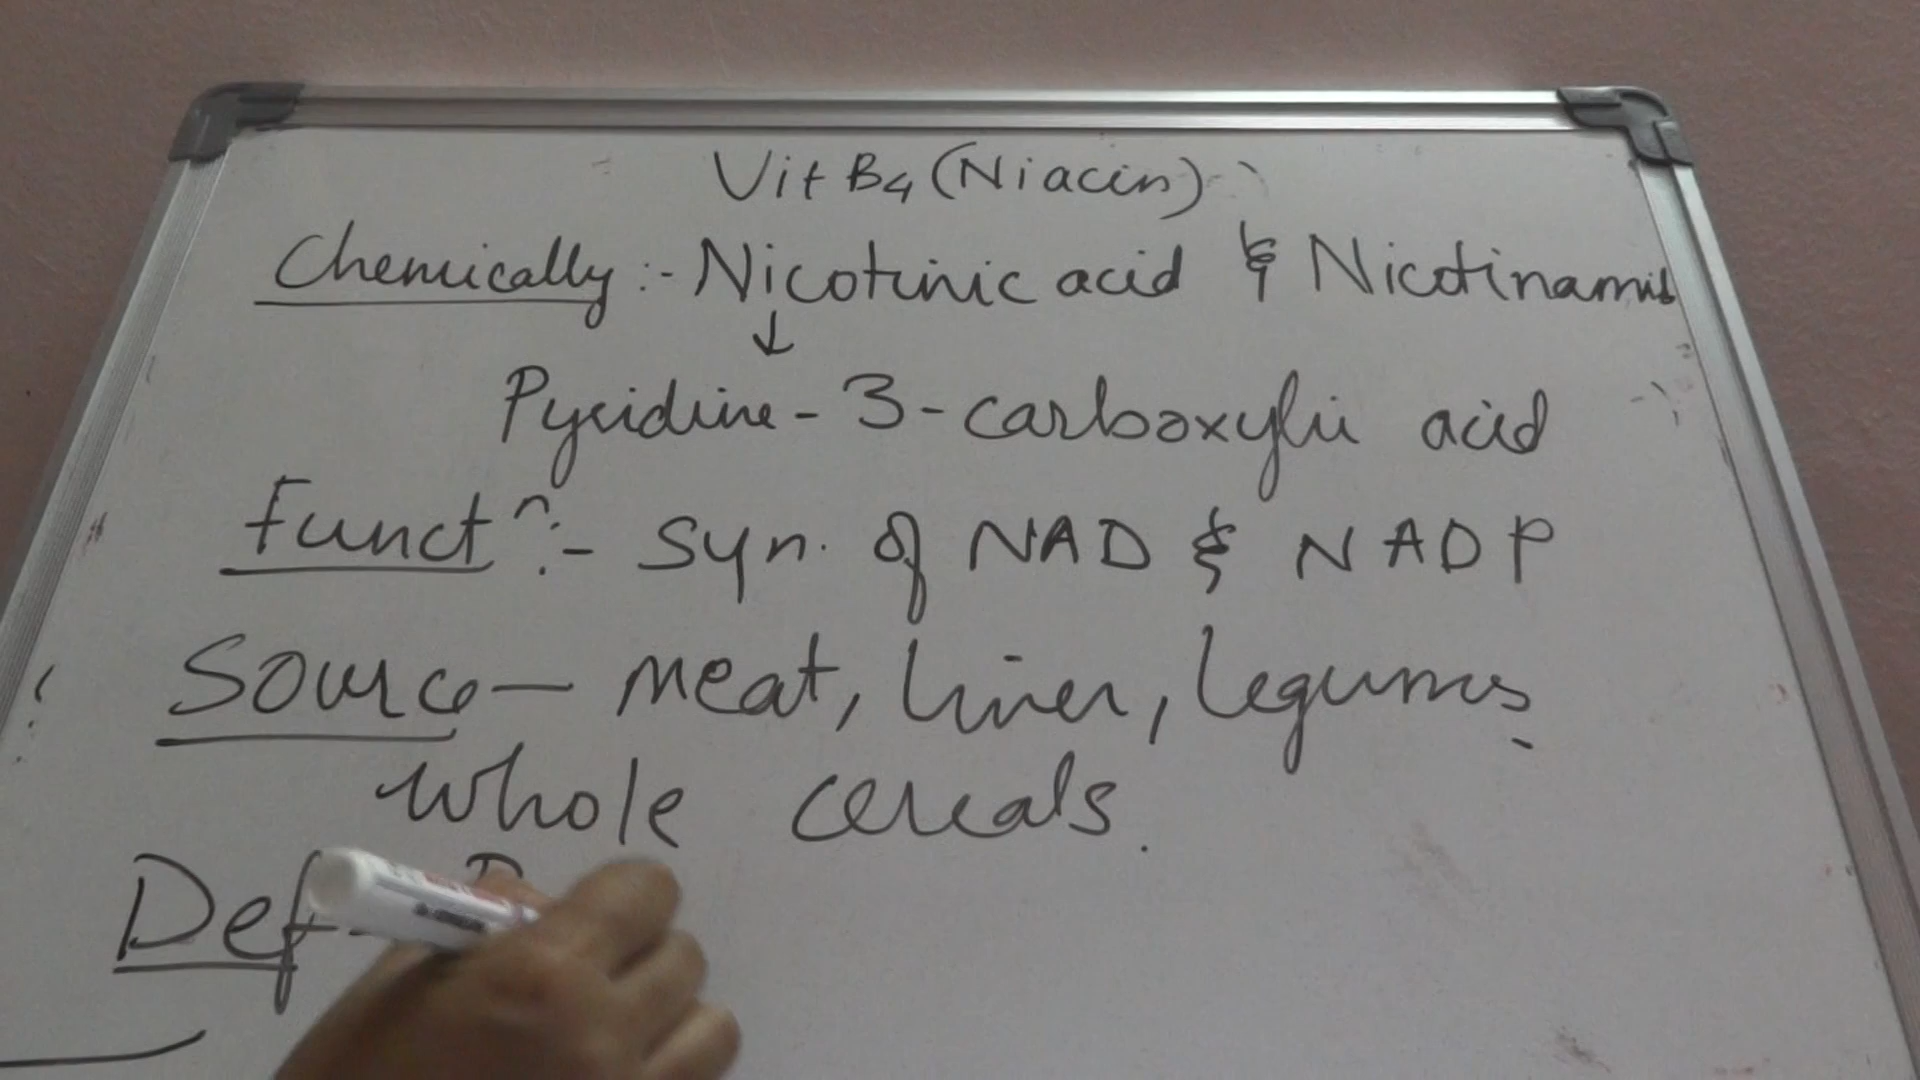 Vit B4 (Niacin)
Chemically :- Nicotinic acid & Nicotinamid
↓
Pyridine - 3 - carboxylic acid
Functn :- Syn. of NAD & NADP
Source — meat, liver, legumes
whole cereals.
Def -